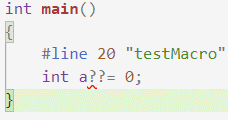 int main()
{
#line 20 "testMacro"
int a??= 0;
}